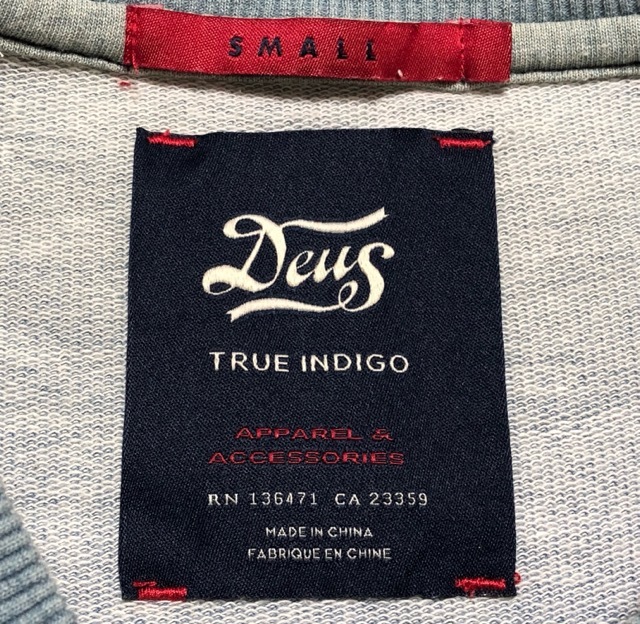 SMALL
Deus
TRUE INDIGO
APPAREL &
ACCESSORIES
RN 136471 CA 23359
MADE IN CHINA
FABRIQUE EN CHINE